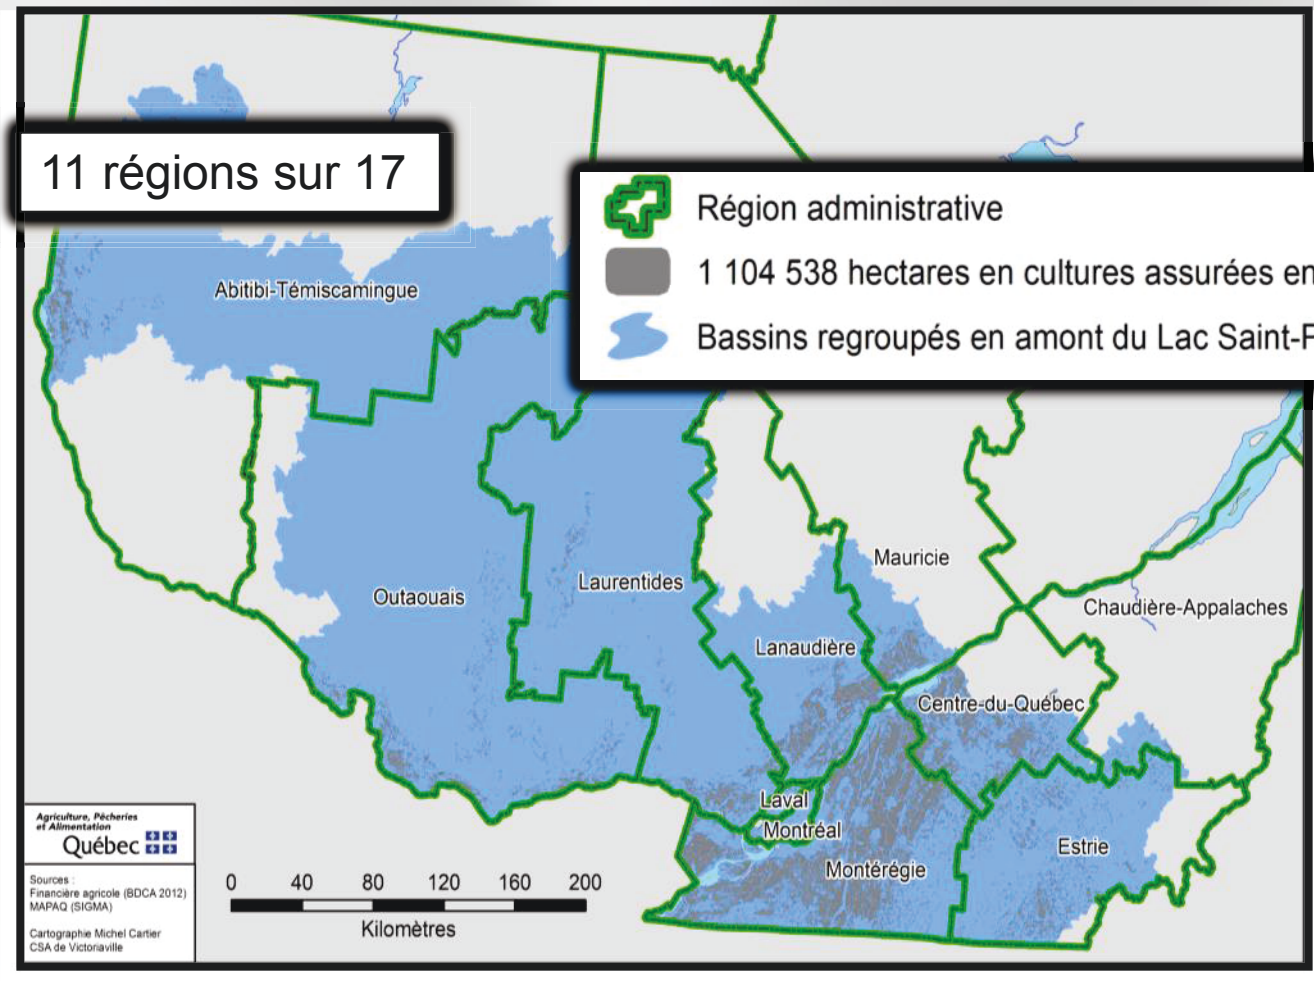 11 régions sur 17
Région administrative
1 104 538 hectares en cultures assurées en
Bassins regroupés en amont du Lac Saint-P
Abitibi-Témiscamingue
Outaouais
Laurentides
Mauricie
Chaudière-Appalaches
Lanaudière
Centre-du-Québec
Laval
Montréal
Montérégie
Estrie
Agriculture, Pêcheries
et Alimentation
Québec
Sources :
Financière agricole (BDCA 2012)
MAPAQ (SIGMA)
Cartographie Michel Cartier
CSA de Victoriaville
0 40 80 120 160 200
Kilomètres